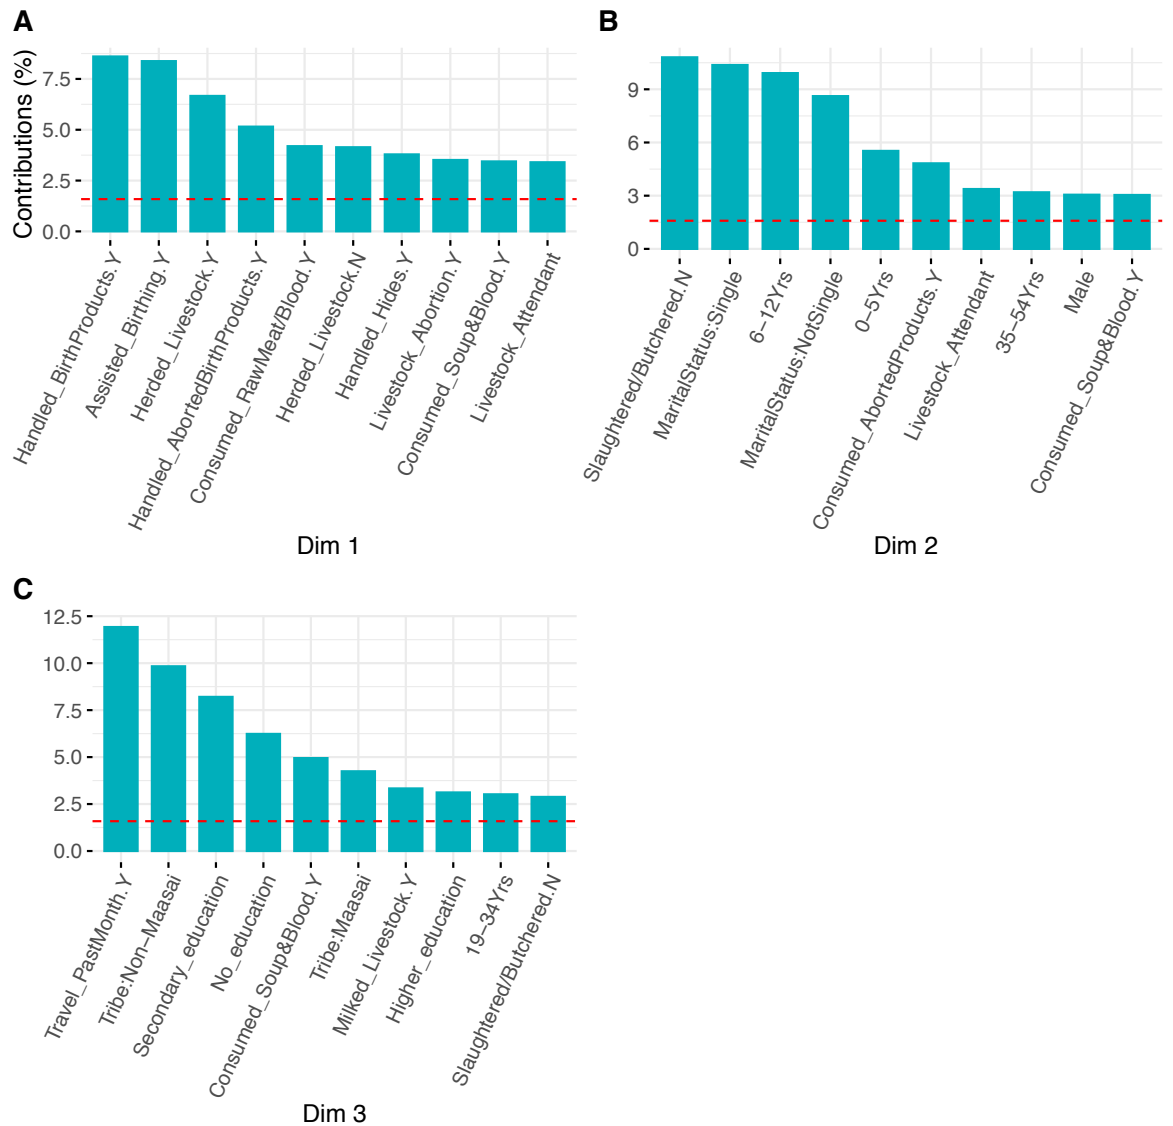 A
Contributions (%)
7.5
5.0
2.5
0.0
Handled_BirthProducts.Y
Assisted_Birthing.Y
Herded_Livestock.Y
Handled_AbortedBirthProducts.Y
Consumed_RawMeat/Blood.Y
Herded_Livestock.N
Handled_Hides.Y
Livestock_Abortion.Y
Consumed_Soup&Blood.Y
Livestock_Attendant
Dim 1
B
9
6
3
0
Slaughtered/Butchered.N
MaritalStatus:Single
6−12Yrs
MaritalStatus:NotSingle
0−5Yrs
Consumed_AbortedProducts.Y
Livestock_Attendant
35−54Yrs
Male
Consumed_Soup&Blood.Y
Dim 2
C
12.5
10.0
7.5
5.0
2.5
0.0
Travel_PastMonth.Y
Tribe:Non−Maasai
Secondary_education
No_education
Consumed_Soup&Blood.Y
Tribe:Maasai
Milked_Livestock.Y
Higher_education
19−34Yrs
Slaughtered/Butchered.N
Dim 3